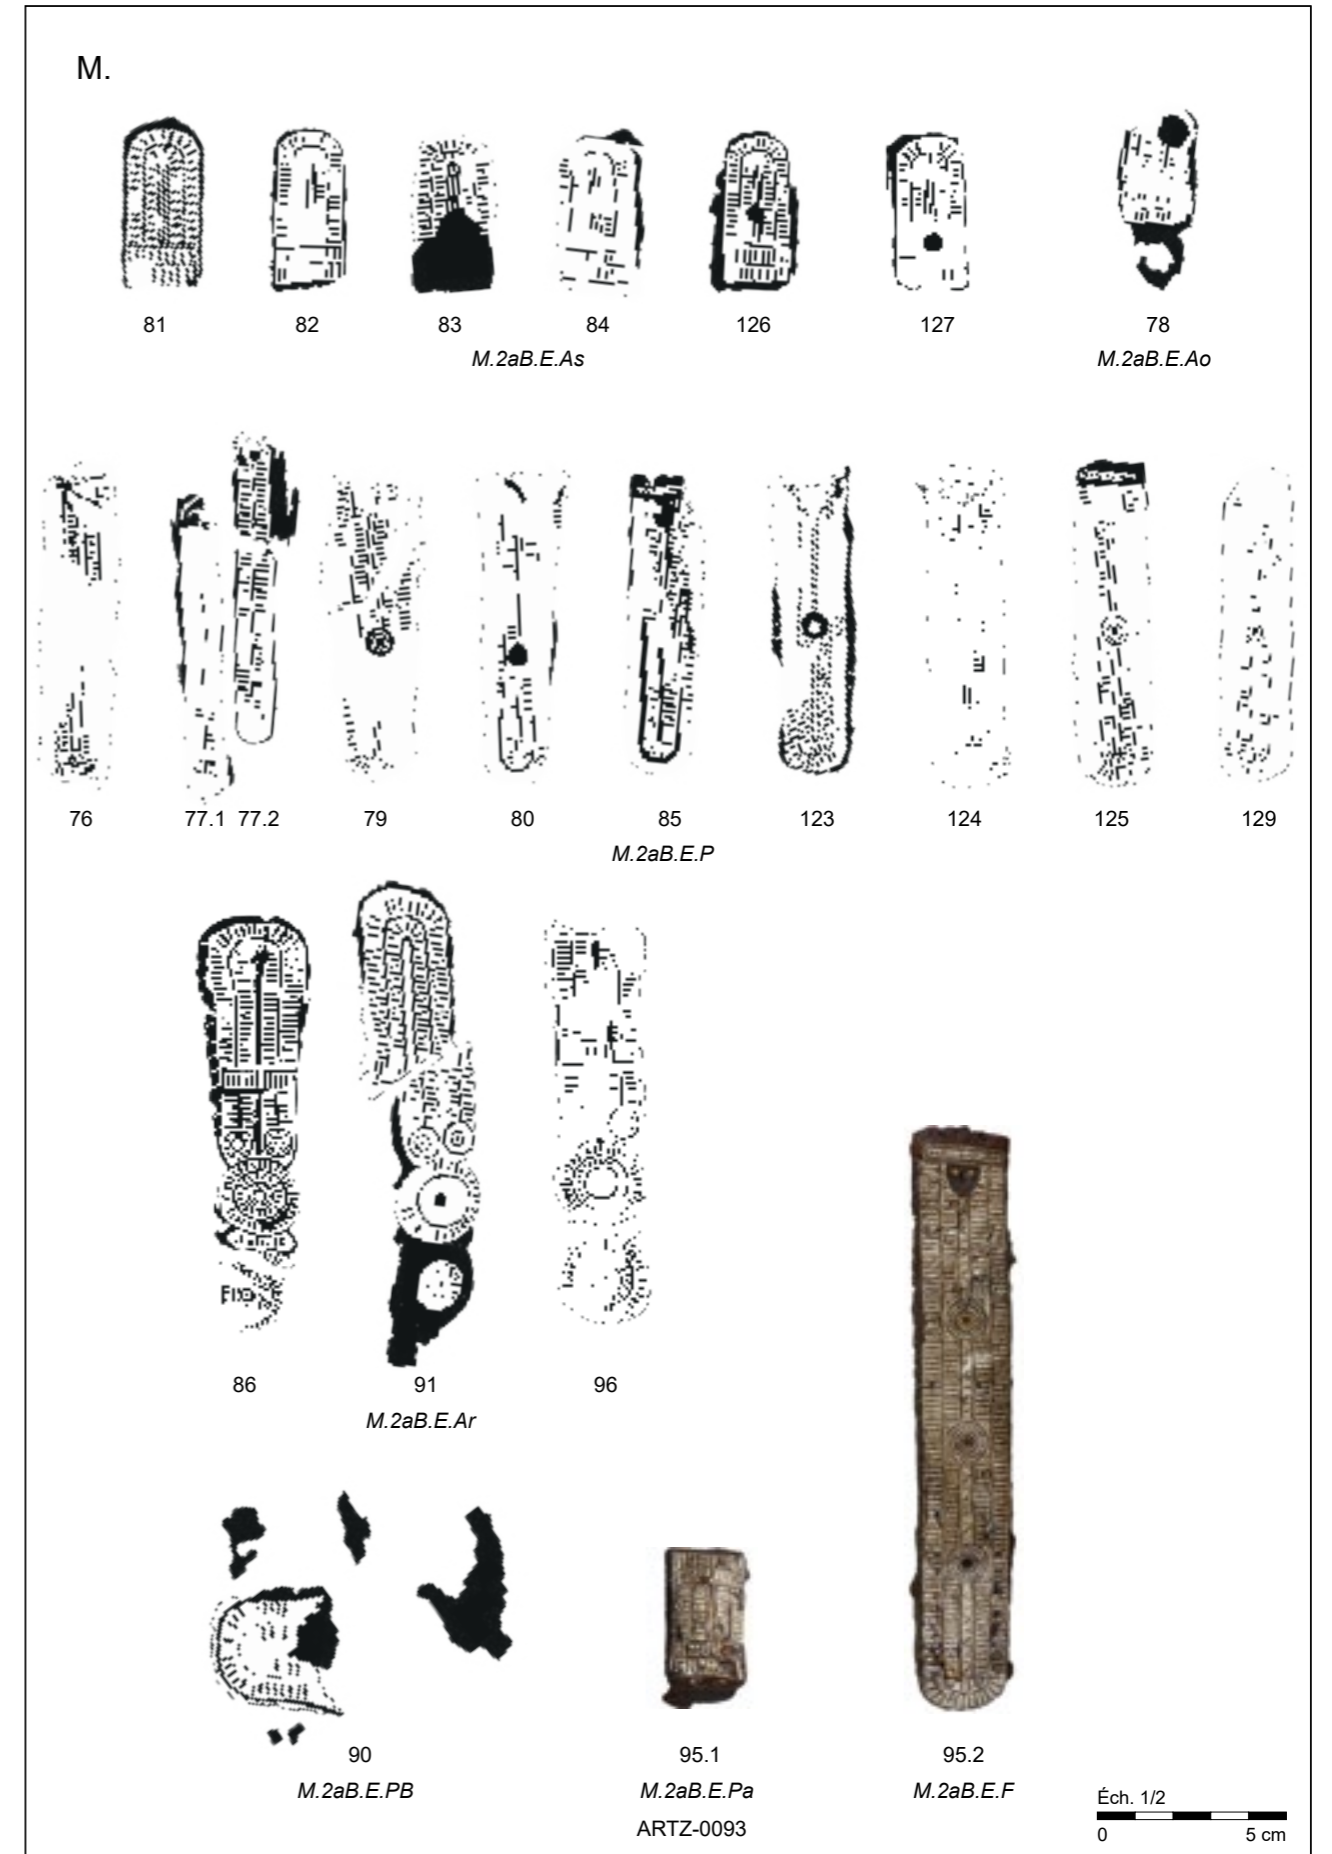 M.
81 82 83 84 126 127 78
M.2aB.E.As M.2aB.E.Ao
76 77.1 77.2 79 80 85 123 124 125 129
M.2aB.E.P
86 91 96
M.2aB.E.Ar
90 95.1 95.2
M.2aB.E.PB M.2aB.E.Pa M.2aB.E.F
ARTZ-0093
Éch. 1/2
0 5 cm